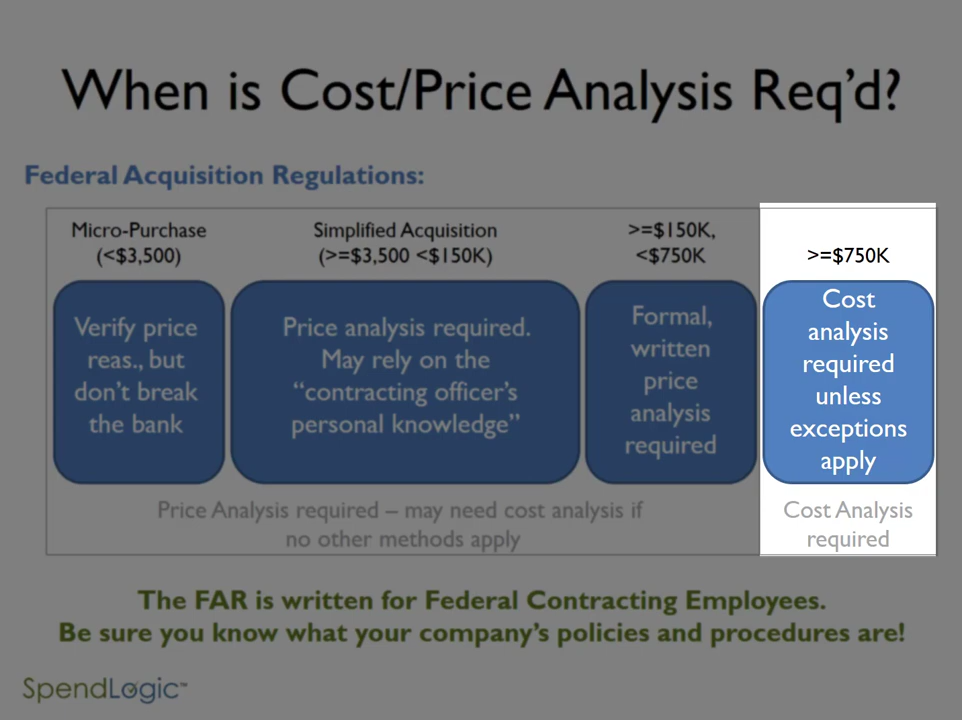 When is Cost/Price Analysis Req'd?
Federal Acquisition Regulations:
Micro-Purchase
(<$3,500)
Verify price
reas., but
don't break
the bank
Simplified Acquisition
(>=$3,500 <$150K)
Price analysis required.
May rely on the
“contracting officer's
personal knowledge”
>=$150K,
<$750K
Formal,
written
price
analysis
required
>=$750K
Cost
analysis
required
unless
exceptions
apply
Price Analysis required – may need cost analysis if
no other methods apply
Cost Analysis
required
The FAR is written for Federal Contracting Employees.
Be sure you know what your company's policies and procedures are!
SpendLogic™